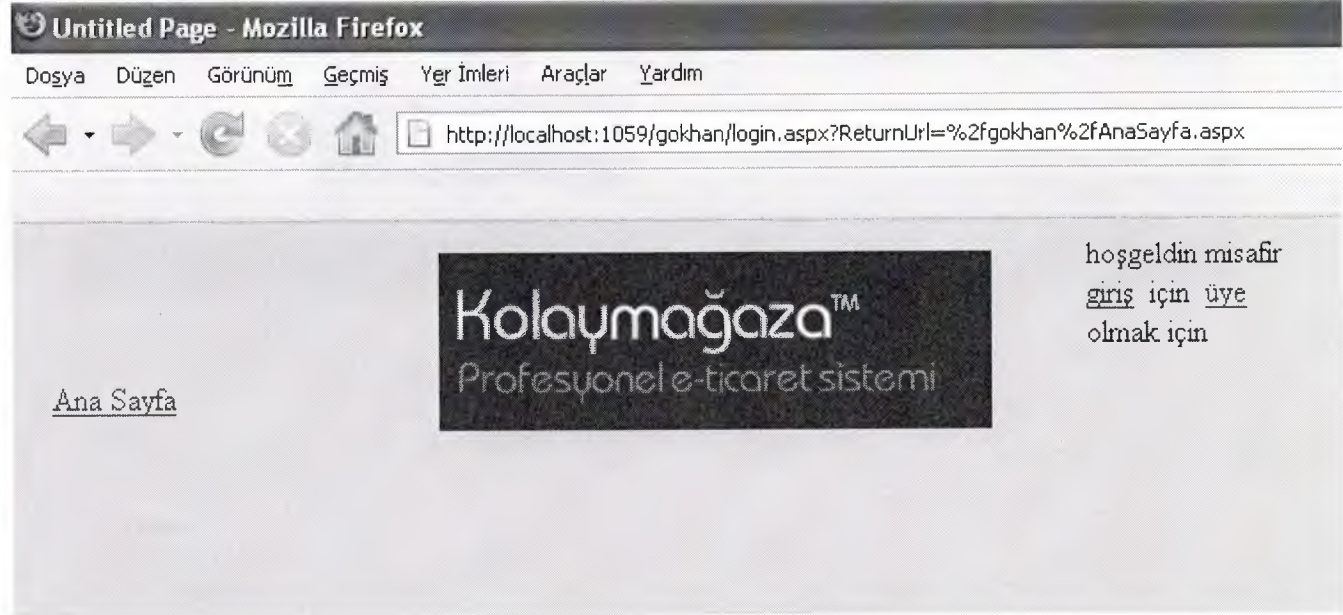 Untitled Page - Mozilla Firefox
Dosya Düzen Görünüm Geçmiş Yer İmleri Araçlar Yardım
http://localhost:1059/gokhan/login.aspx?ReturnUrl=%2fgokhan%2fAnaSayfa.aspx
hoşgeldin misafir
giriş için üye
olmak için
Kolaymağaza™
Profesyonel e-ticaret sistemi
Ana Sayfa